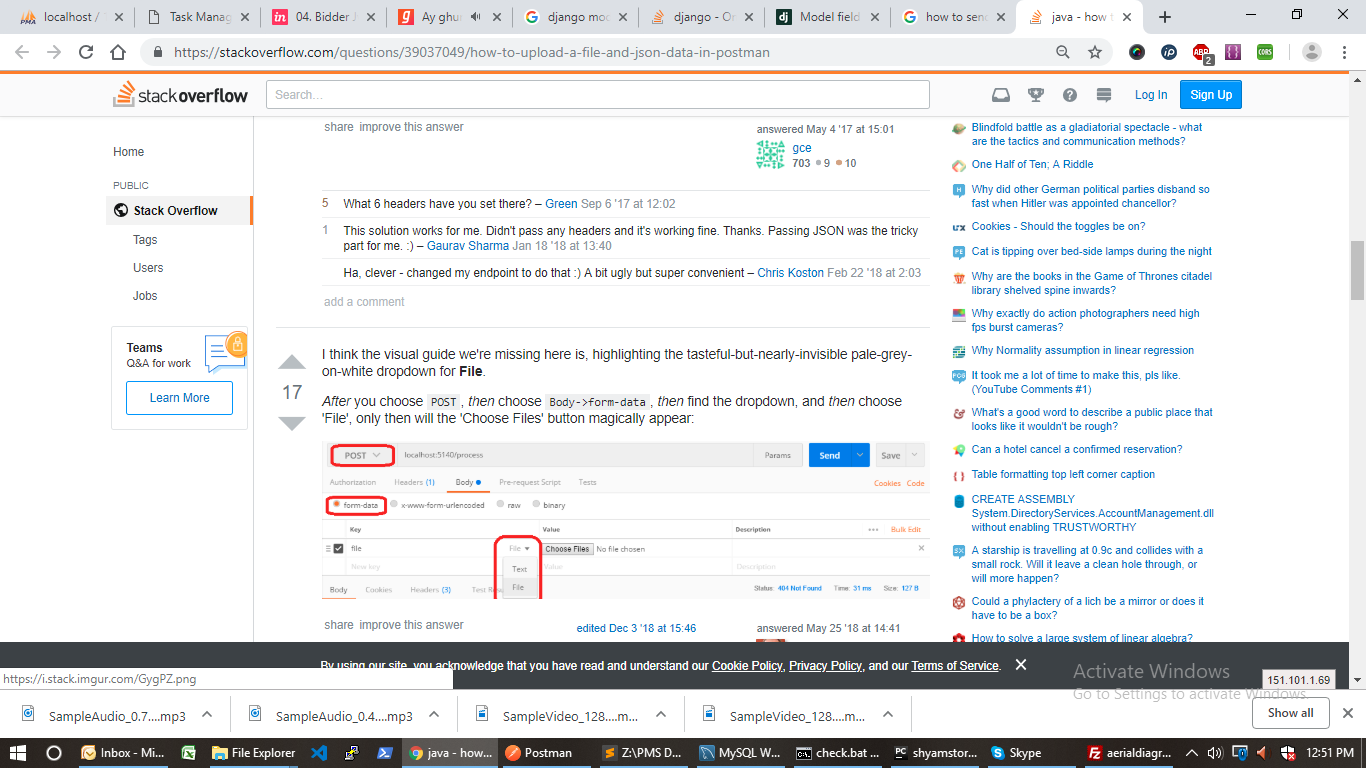 localhost /
Task Manag
04. Bidder
Ay ghu
django mod
django - Or
Model field
how to send
java - how t
https://stackoverflow.com/questions/39037049/how-to-upload-a-file-and-json-data-in-postman
stack overflow
Search...
Log In
Sign Up
Home
PUBLIC
Stack Overflow
Tags
Users
Jobs
Teams
Q&A for work
Learn More
share improve this answer
answered May 4 '17 at 15:01
gce
703 9 10
5 What 6 headers have you set there? – Green Sep 6 '17 at 12:02
1 This solution works for me. Didn't pass any headers and it's working fine. Thanks. Passing JSON was the tricky
part for me. :) – Gaurav Sharma Jan 18 '18 at 13:40
Ha, clever - changed my endpoint to do that :) A bit ugly but super convenient – Chris Koston Feb 22 '18 at 2:03
add a comment
17
I think the visual guide we're missing here is, highlighting the tasteful-but-nearly-invisible pale-grey-
on-white dropdown for File.
After you choose POST, then choose Body->form-data, then find the dropdown, and then choose
'File', only then will the 'Choose Files' button magically appear:
POST localhost:5140/process Params Send Save
Authorization Headers (1) Body Pre-request Script Tests Cookies Code
form-data x-www-form-urlencoded raw binary
Key Value Description ••• Bulk Edit
file File Choose Files No file chosen
New key Text Value Description
File
Body Cookies Headers (3) Test Re Status: 404 Not Found Time: 31 ms Size: 127 B
share improve this answer
edited Dec 3 '18 at 15:46
answered May 25 '18 at 14:41
Blindfold battle as a gladiatorial spectacle - what
are the tactics and communication methods?
One Half of Ten; A Riddle
Why did other German political parties disband so
fast when Hitler was appointed chancellor?
Cookies - Should the toggles be on?
Cat is tipping over bed-side lamps during the night
Why are the books in the Game of Thrones citadel
library shelved spine inwards?
Why exactly do action photographers need high
fps burst cameras?
Why Normality assumption in linear regression
It took me a lot of time to make this, pls like.
(YouTube Comments #1)
What's a good word to describe a public place that
looks like it wouldn't be rough?
Can a hotel cancel a confirmed reservation?
Table formatting top left corner caption
CREATE ASSEMBLY
System.DirectoryServices.AccountManagement.dll
without enabling TRUSTWORTHY
A starship is travelling at 0.9c and collides with a
small rock. Will it leave a clean hole through, or
will more happen?
Could a phylactery of a lich be a mirror or does it
have to be a box?
How to solve a large system of linear algebra?
By using our site, you acknowledge that you have read and understand our Cookie Policy, Privacy Policy, and our Terms of Service.
https://i.stack.imgur.com/GygPZ.png
151.101.1.69
Activate Windows
Go to Settings to activate Windows.
SampleAudio_0.7....mp3
SampleAudio_0.4....mp3
SampleVideo_128....m...
SampleVideo_128....m...
Show all
Inbox - Mi...
File Explorer
java - how...
Postman
Z:\PMS D...
MySQL W...
check.bat ...
shyamstor...
Skype
aerialdiagr...
12:51 PM